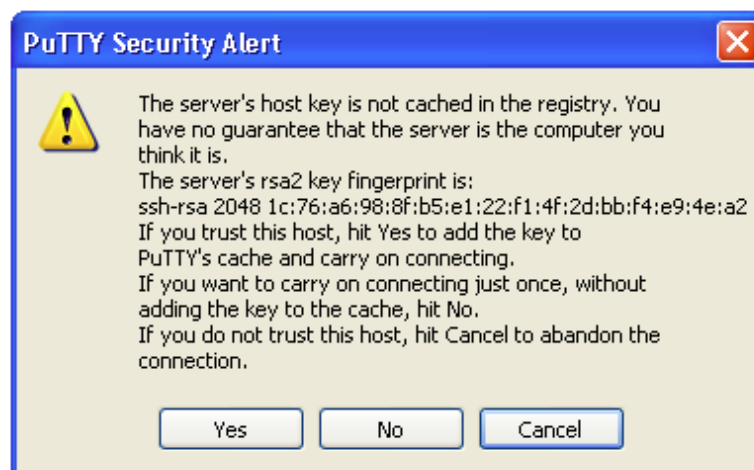 PuTTY Security Alert
The server's host key is not cached in the registry. You
have no guarantee that the server is the computer you
think it is.
The server's rsa2 key fingerprint is:
ssh-rsa 2048 1c:76:a6:98:8f:b5:e1:22:f1:4f:2d:bb:f4:e9:4e:a2
If you trust this host, hit Yes to add the key to
PuTTY's cache and carry on connecting.
If you want to carry on connecting just once, without
adding the key to the cache, hit No.
If you do not trust this host, hit Cancel to abandon the
connection.
Yes No Cancel